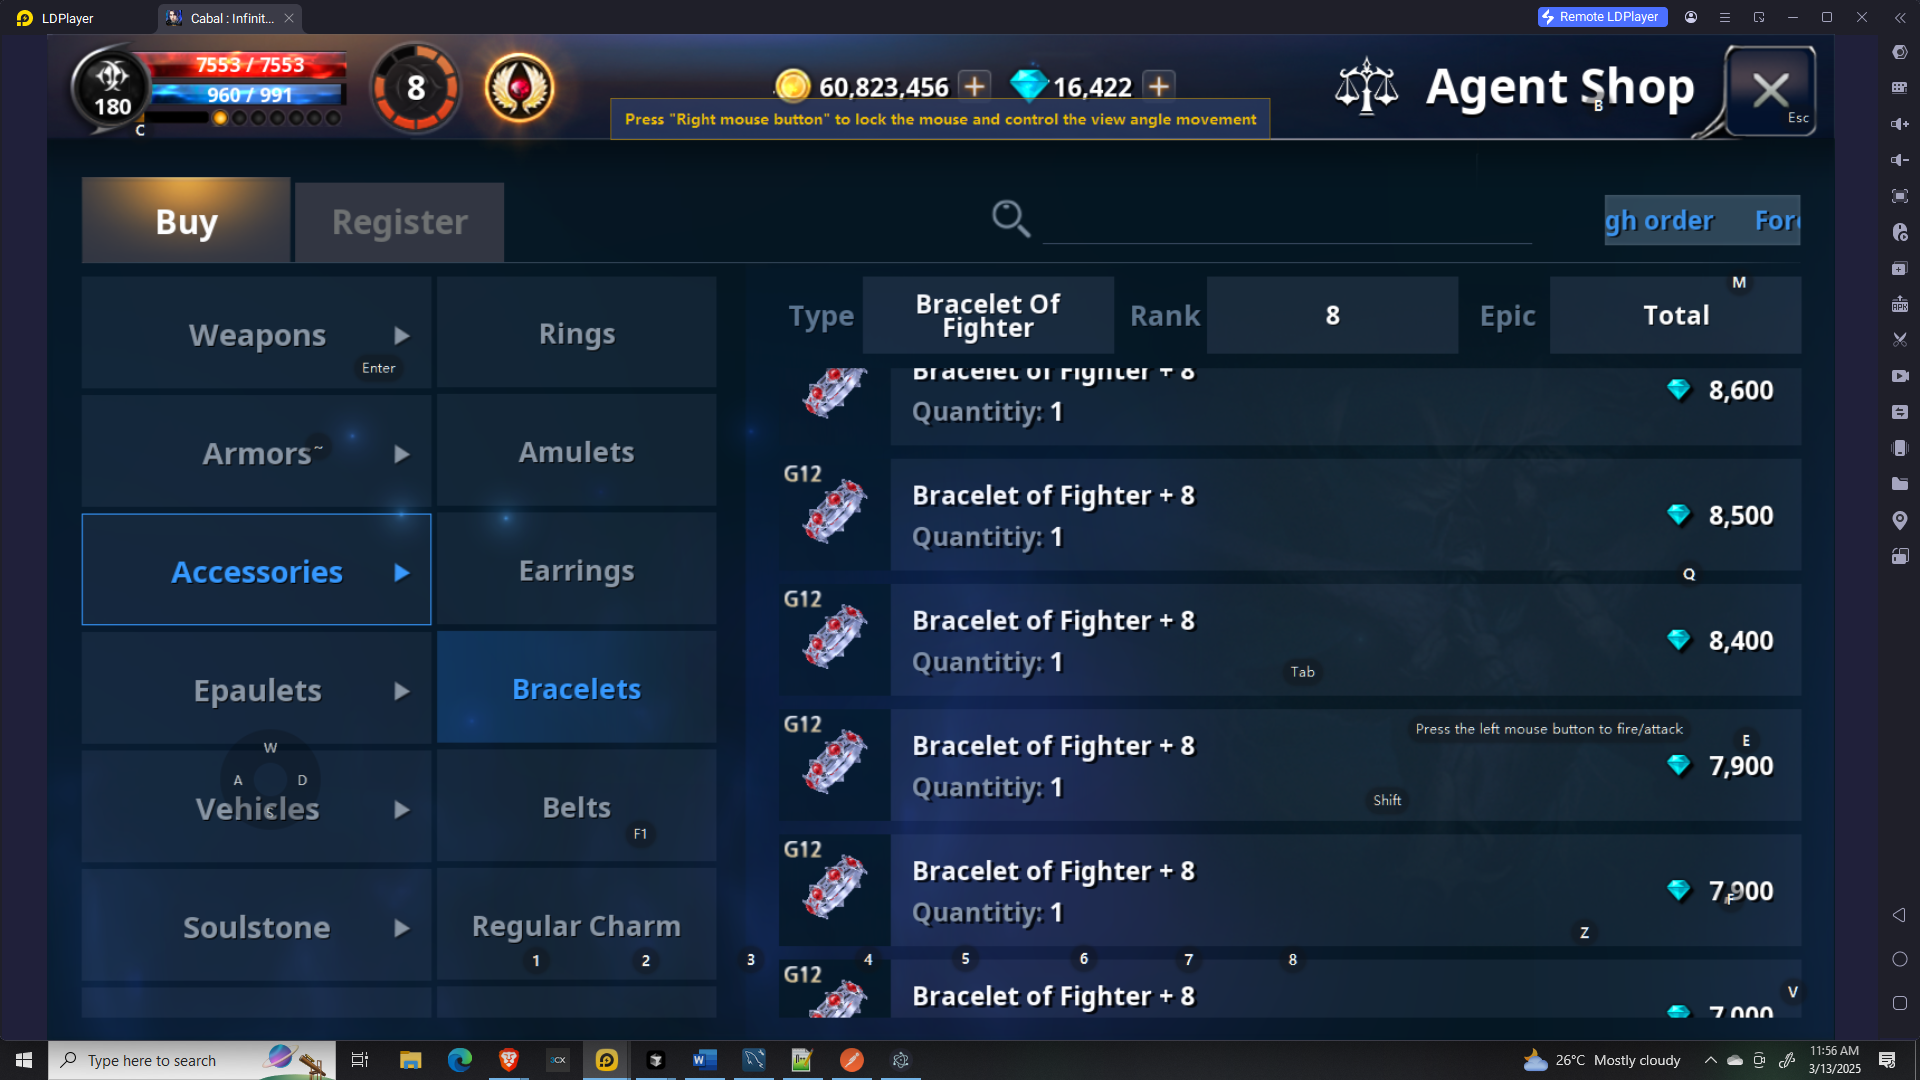 LDPlayer
Cabal : Infinit...
Remote LDPlayer
7553 / 7553
960 / 991
180
C
8
60,823,456
16,422
Press "Right mouse button" to lock the mouse and control the view angle movement
Agent Shop
B
Esc
Buy
Register
gh order
Weapons
Enter
Armors
~
Accessories
Epaulets
Vehicles
W
A
D
S
Soulstone
Rings
Amulets
Earrings
Bracelets
Belts
F1
Regular Charm
Type
Bracelet Of
Fighter
Rank
8
Epic
Total
M
Bracelet of Fighter + 8
Quantitiy: 1
8,600
G12
Bracelet of Fighter + 8
Quantitiy: 1
8,500
Q
G12
Bracelet of Fighter + 8
Quantitiy: 1
8,400
Tab
G12
Bracelet of Fighter + 8
Quantitiy: 1
7,900
Press the left mouse button to fire/attack
E
Shift
G12
Bracelet of Fighter + 8
Quantitiy: 1
7,900
F
Z
1
2
3
4
5
6
7
8
G12
Bracelet of Fighter + 8
7,000
V
Type here to search
3CX
26°C Mostly cloudy
11:56 AM
3/13/2025